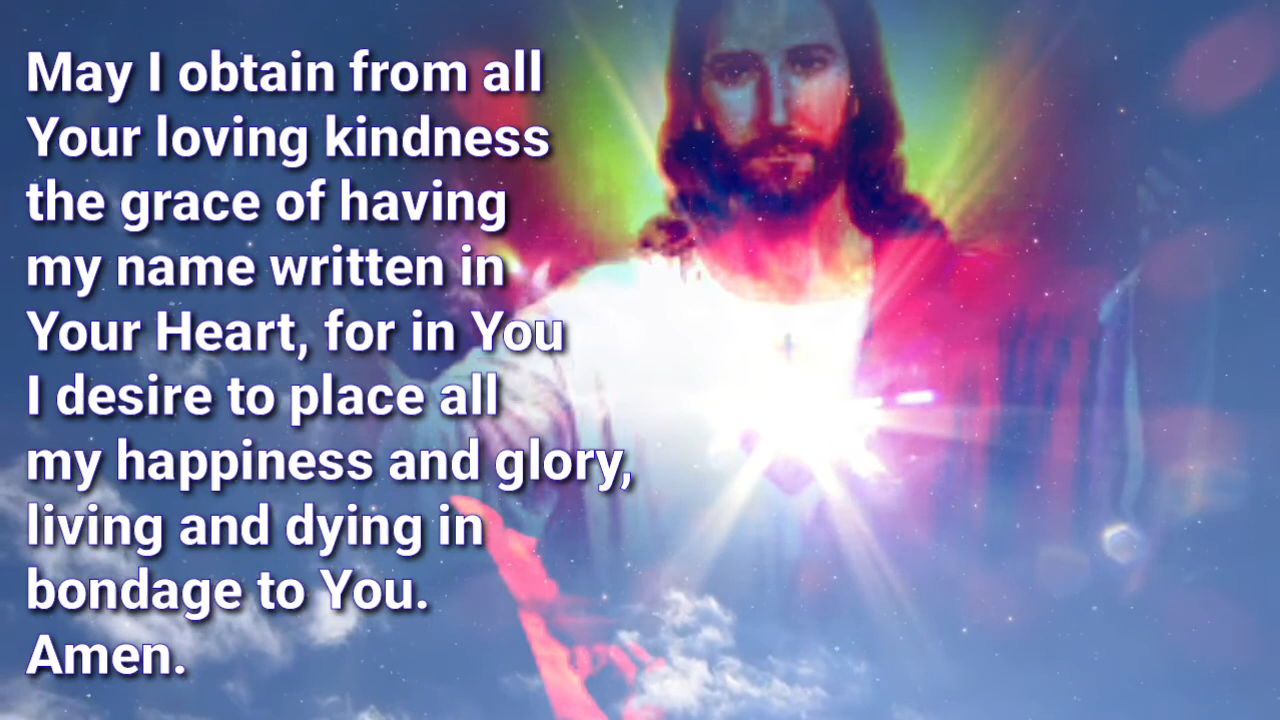 May I obtain from all
Your loving kindness
the grace of having
my name written in
Your Heart, for in You
I desire to place all
my happiness and glory,
living and dying in
bondage to You.
Amen.